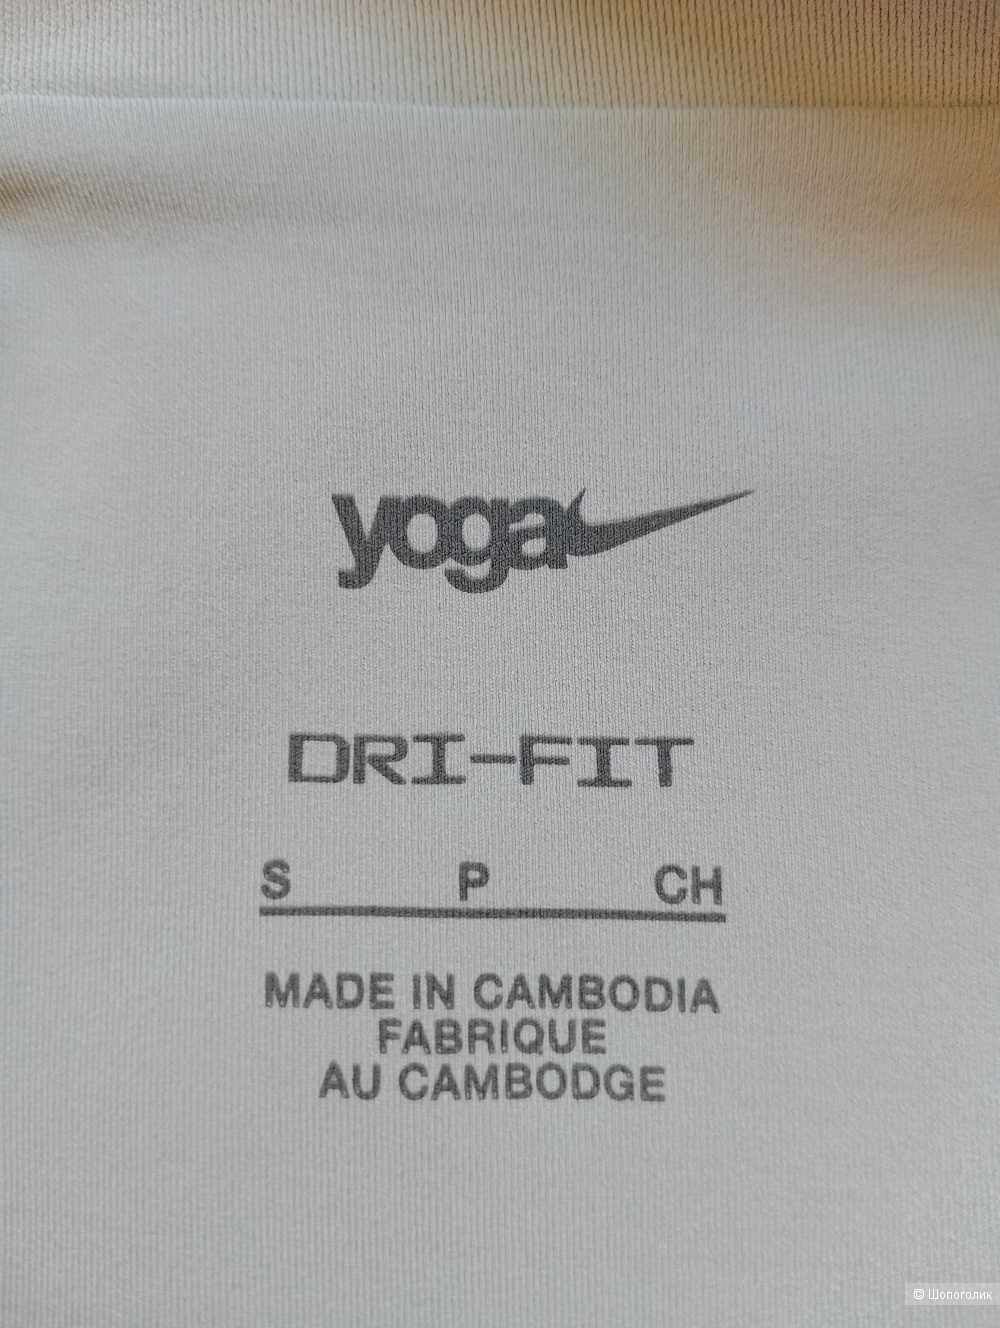 yoga
DRI-FIT
S P CH
MADE IN CAMBODIA
FABRIQUE
AU CAMBODGE
© Шопоголик